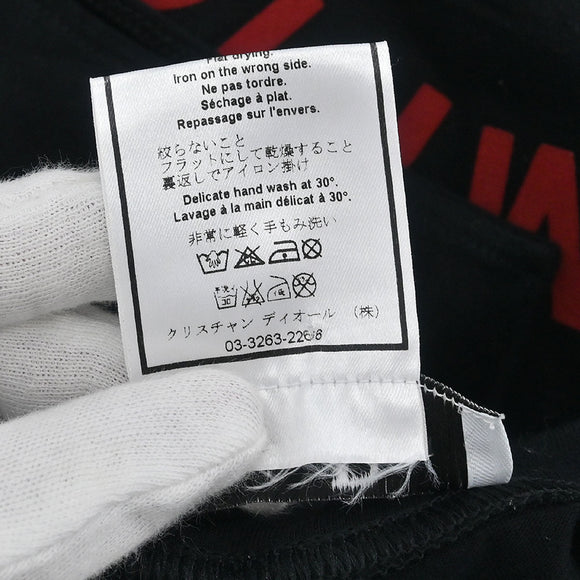 Flat drying.
Iron on the wrong side.
Ne pas tordre.
Séchage à plat.
Repassage sur l'envers.
絞らないこと
フラットにして乾燥すること
裏返しでアイロン掛け
Delicate hand wash at 30°.
Lavage à la main délicat à 30°.
非常に軽く手もみ洗い
30
クリスチャン ディオール (株)
03-3263-2266